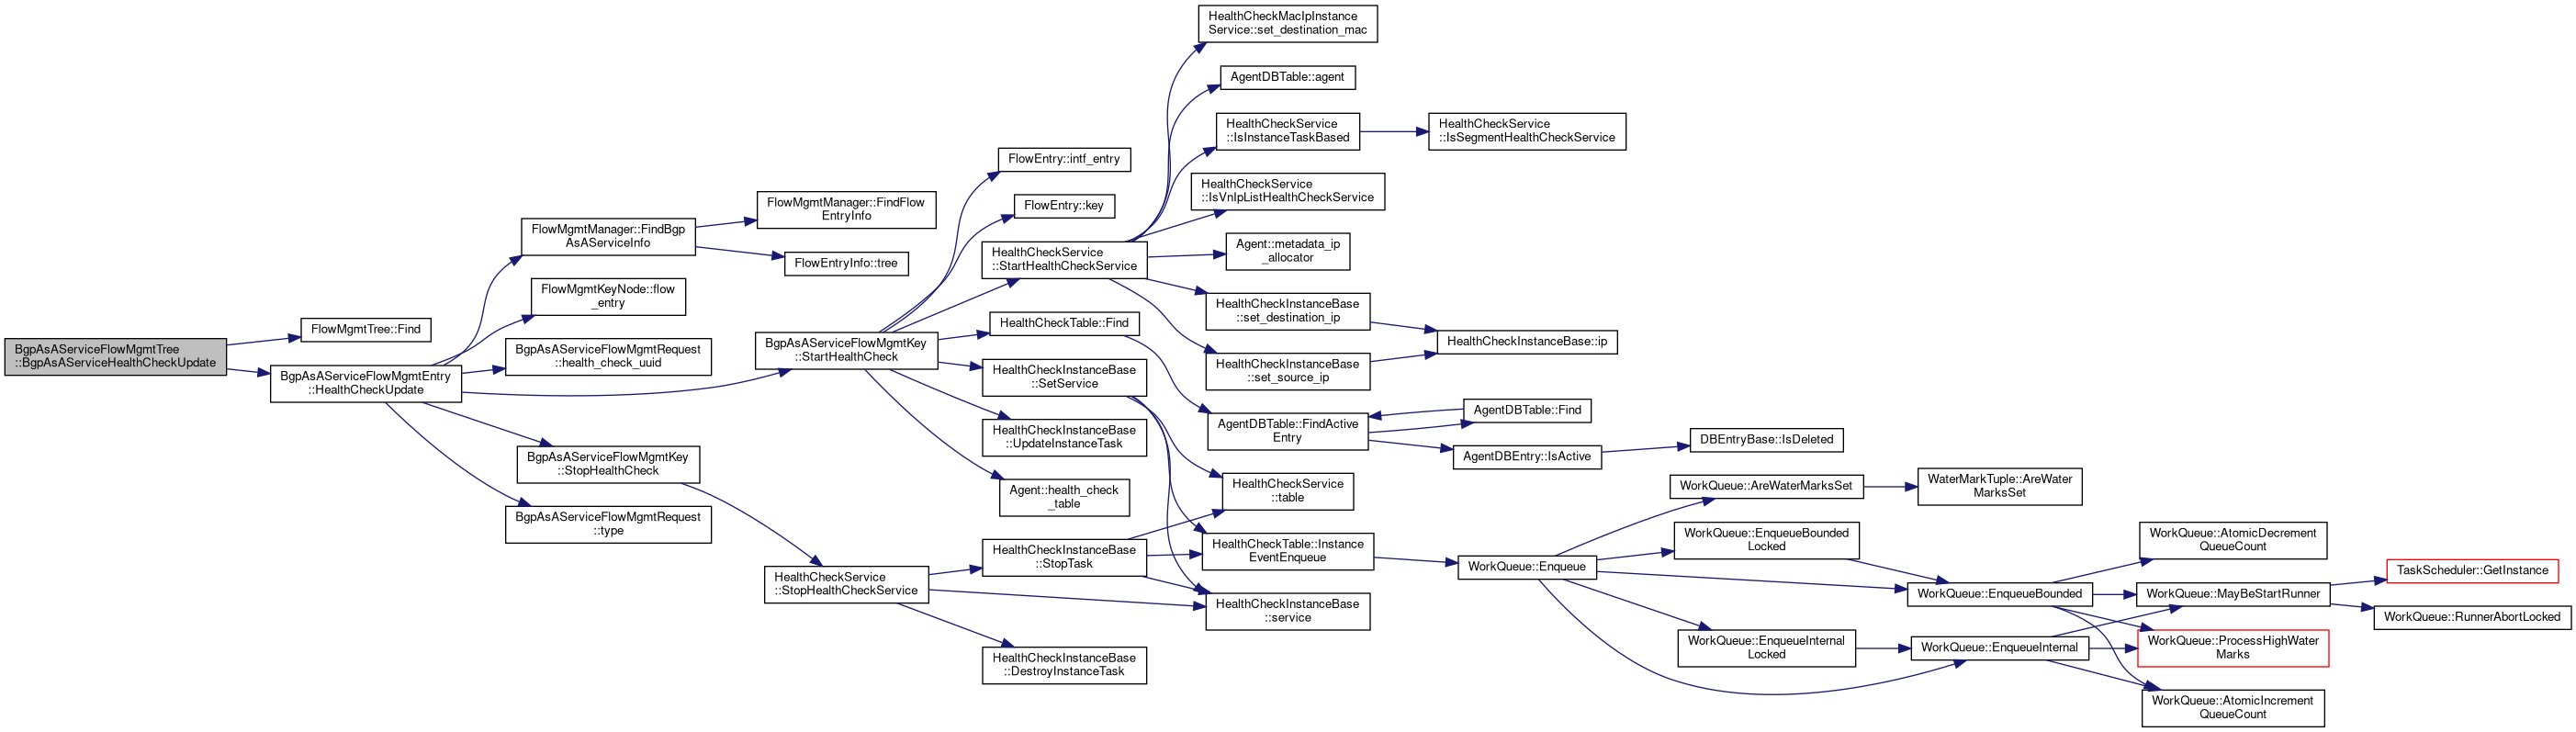 BgpAsAServiceFlowMgmtTree
::BgpAsAServiceHealthCheckUpdate
FlowMgmtTree::Find
BgpAsAServiceFlowMgmtEntry
::HealthCheckUpdate
FlowMgmtManager::FindBgp
AsAServiceInfo
FlowMgmtKeyNode::flow
_entry
BgpAsAServiceFlowMgmtRequest
::health_check_uuid
BgpAsAServiceFlowMgmtKey
::StopHealthCheck
BgpAsAServiceFlowMgmtRequest
::type
FlowMgmtManager::FindFlow
EntryInfo
FlowEntryInfo::tree
BgpAsAServiceFlowMgmtKey
::StartHealthCheck
HealthCheckService
::StopHealthCheckService
FlowEntry::intf_entry
FlowEntry::key
HealthCheckService
::StartHealthCheckService
HealthCheckTable::Find
HealthCheckInstanceBase
::SetService
HealthCheckInstanceBase
::UpdateInstanceTask
Agent::health_check
_table
HealthCheckInstanceBase
::StopTask
HealthCheckInstanceBase
::DestroyInstanceTask
HealthCheckMacIpInstance
Service::set_destination_mac
AgentDBTable::agent
HealthCheckService
::IsInstanceTaskBased
HealthCheckService
::IsVnIpListHealthCheckService
Agent::metadata_ip
_allocator
HealthCheckInstanceBase
::set_destination_ip
HealthCheckInstanceBase
::set_source_ip
AgentDBTable::FindActive
Entry
HealthCheckService
::table
HealthCheckTable::Instance
EventEnqueue
HealthCheckInstanceBase
::service
HealthCheckService
::IsSegmentHealthCheckService
HealthCheckInstanceBase::ip
AgentDBTable::Find
AgentDBEntry::IsActive
WorkQueue::Enqueue
DBEntryBase::IsDeleted
WorkQueue::AreWaterMarksSet
WorkQueue::EnqueueBounded
Locked
WorkQueue::EnqueueInternal
Locked
WaterMarkTuple::AreWater
MarksSet
WorkQueue::EnqueueBounded
WorkQueue::EnqueueInternal
WorkQueue::AtomicDecrement
QueueCount
WorkQueue::MayBeStartRunner
WorkQueue::ProcessHighWater
Marks
WorkQueue::AtomicIncrement
QueueCount
TaskScheduler::GetInstance
WorkQueue::RunnerAbortLocked